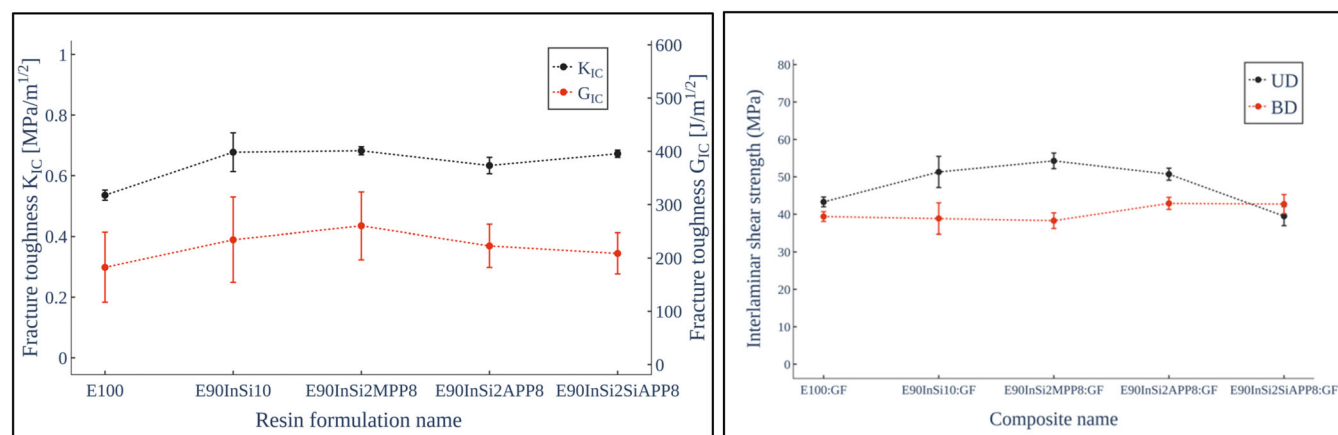 Fracture toughness K_IC [MPa/m^1/2]
1
0.8
0.6
0.4
0.2
0
K_IC
G_IC
600
500
400
300
200
100
0
Fracture toughness G_IC [J/m^1/2]
E100 E90InSi10 E90InSi2MPP8 E90InSi2APP8 E90InSi2SiAPP8
Resin formulation name
Interlaminar shear strength (MPa)
80
70
60
50
40
30
20
10
0
UD
BD
E100:GF E90InSi10:GF E90InSi2MPP8:GF E90InSi2APP8:GF E90InSi2SiAPP8:GF
Composite name